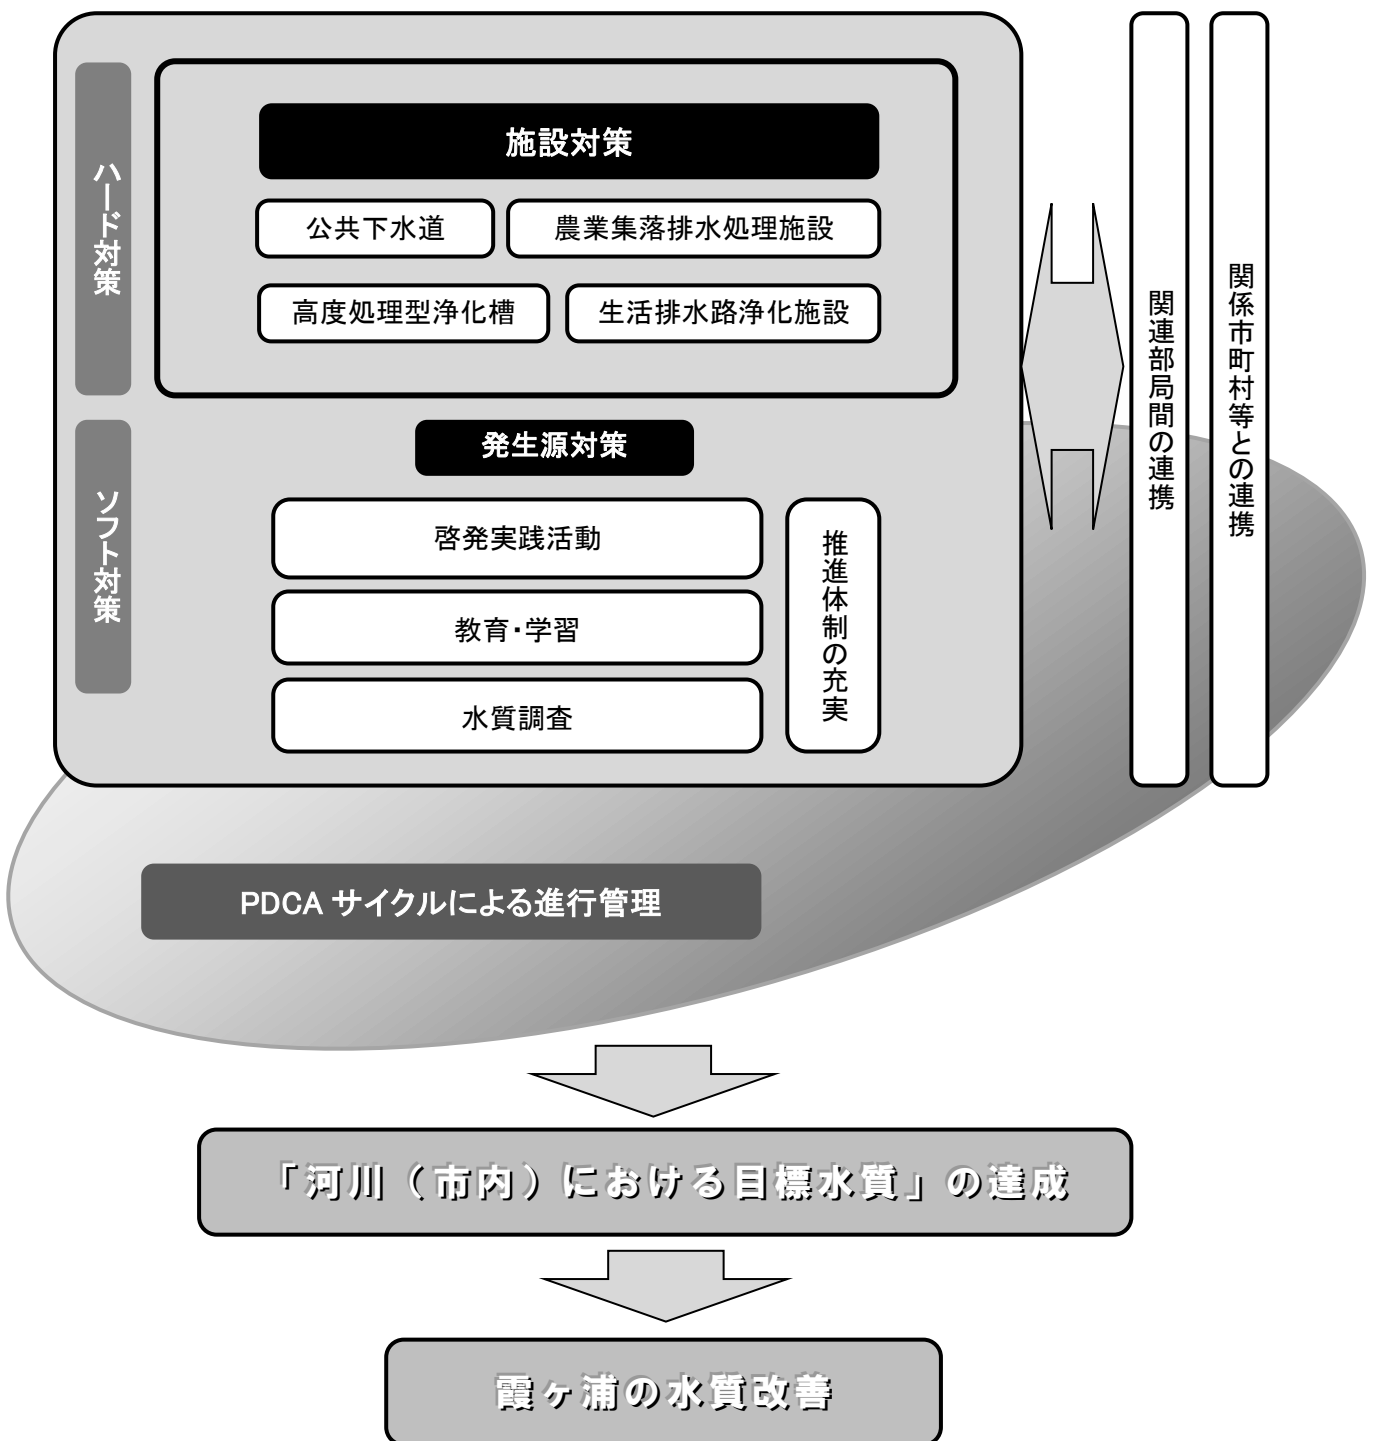 ハード対策
施設対策
公共下水道
農業集落排水処理施設
高度処理型浄化槽
生活排水路浄化施設
ソフト対策
発生源対策
啓発実践活動
教育・学習
水質調査
推進体制の充実
関連部局間の連携
関係市町村等との連携
PDCA サイクルによる進行管理
「河川（市内）における目標水質」の達成
霞ヶ浦の水質改善